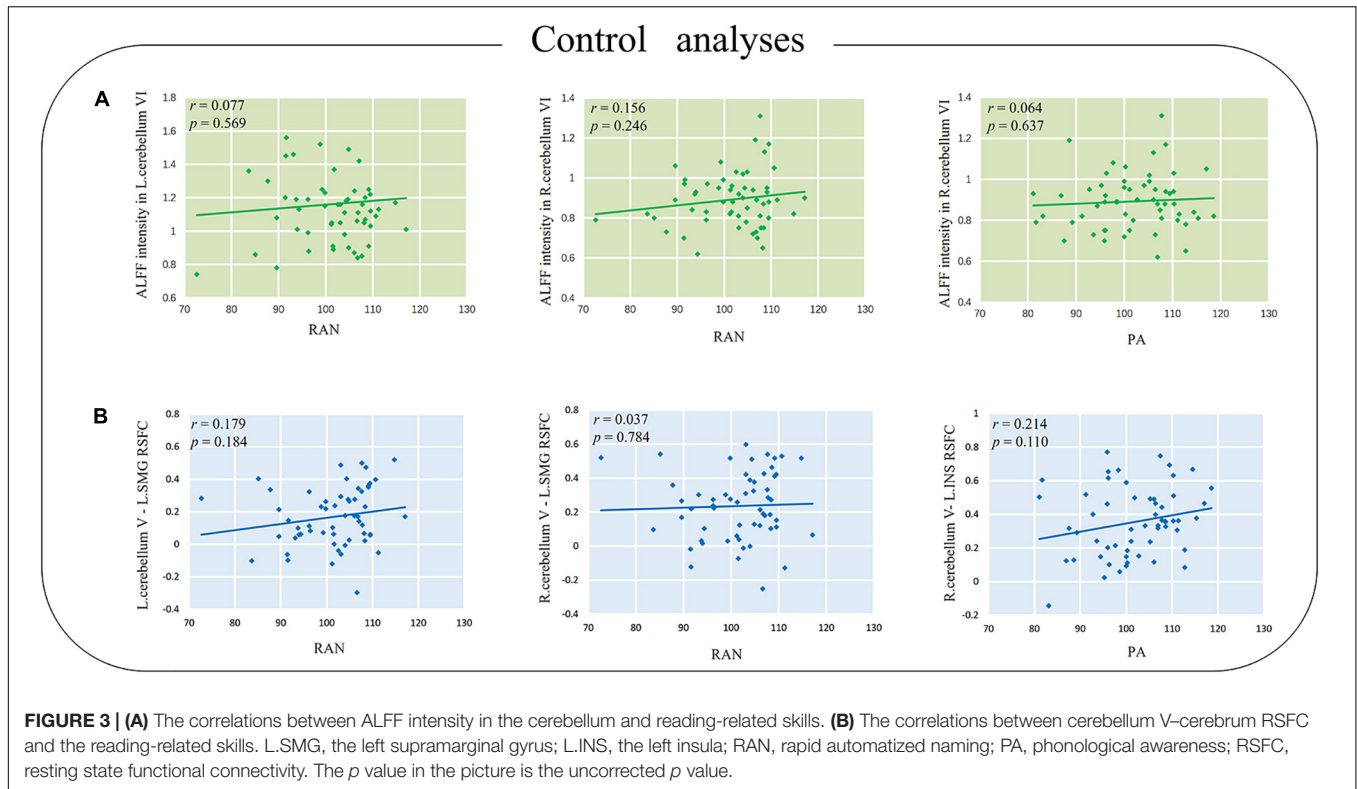 Control analyses
A
r = 0.077
p = 0.569
ALFF intensity in L.cerebellum VI
1.8
1.6
1.4
1.2
1
0.8
0.6
70 80 90 100 110 120 130
RAN
r = 0.156
p = 0.246
ALFF intensity in R.cerebellum VI
1.4
1.2
1
0.8
0.6
0.4
70 80 90 100 110 120 130
RAN
r = 0.064
p = 0.637
ALFF intensity in R.cerebellum VI
1.4
1.2
1
0.8
0.6
0.4
70 80 90 100 110 120 130
PA
B
r = 0.179
p = 0.184
L.cerebellum V - L.SMG RSFC
0.8
0.6
0.4
0.2
0
-0.2
-0.4
70 80 90 100 110 120 130
RAN
r = 0.037
p = 0.784
R.cerebellum V- L.SMG RSFC
0.8
0.6
0.4
0.2
0
-0.2
-0.4
70 80 90 100 110 120 130
RAN
r = 0.214
p = 0.110
R.cerebellum V- L.INS RSFC
1
0.8
0.6
0.4
0.2
0
-0.2
70 80 90 100 110 120 130
PA
FIGURE 3 | (A) The correlations between ALFF intensity in the cerebellum and reading-related skills. (B) The correlations between cerebellum V–cerebrum RSFC
and the reading-related skills. L.SMG, the left supramarginal gyrus; L.INS, the left insula; RAN, rapid automatized naming; PA, phonological awareness; RSFC,
resting state functional connectivity. The p value in the picture is the uncorrected p value.